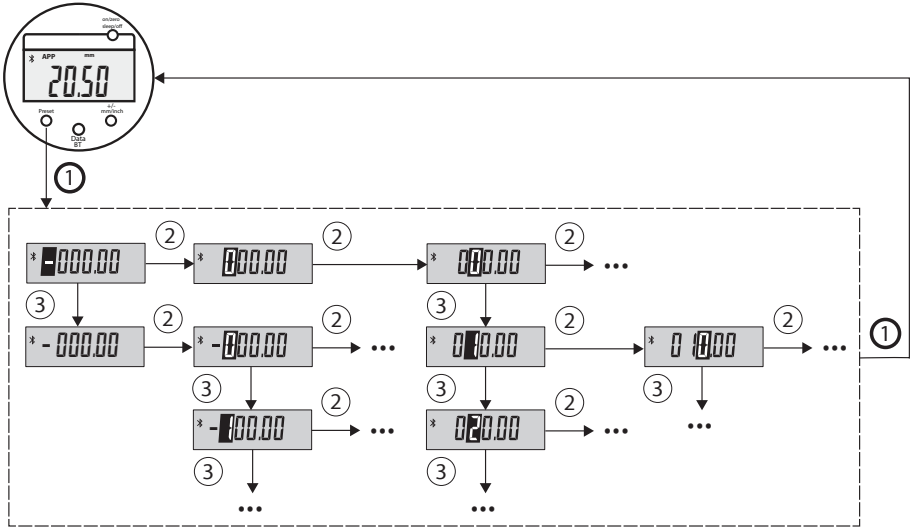 on/zero
sleep/off
APP mm
20.50
Preset
+/-
mm/inch
Data
BT
1
2 2 2
-000.00 000.00 000.00 •••
3 3
2 2 2 2
1
-000.00 -000.00 ••• 010.00 010.00 •••
3 3 3
2 2
-100.00 ••• 020.00 •••
•••
3 3
••• •••